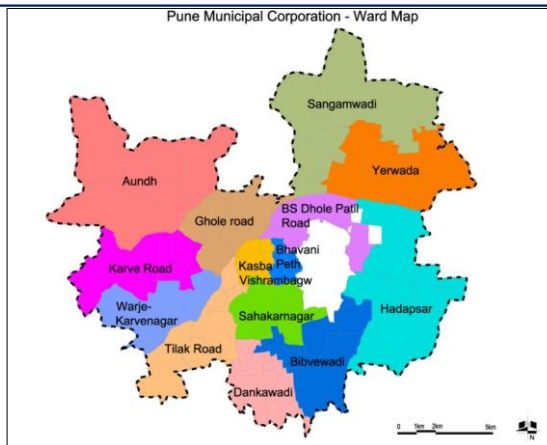 Pune Municipal Corporation - Ward Map
Sangamwadi
Yerwada
Aundh
BS Dhole Patil
Road
Ghole road
Bhavani
Peth
Kasba
Vishrambagw
Karve Road
Warje-
Karvenagar
Hadapsar
Sahakarnagar
Tilak Road
Bibvewadi
Dankawadi
0 1km 2km 5km
N